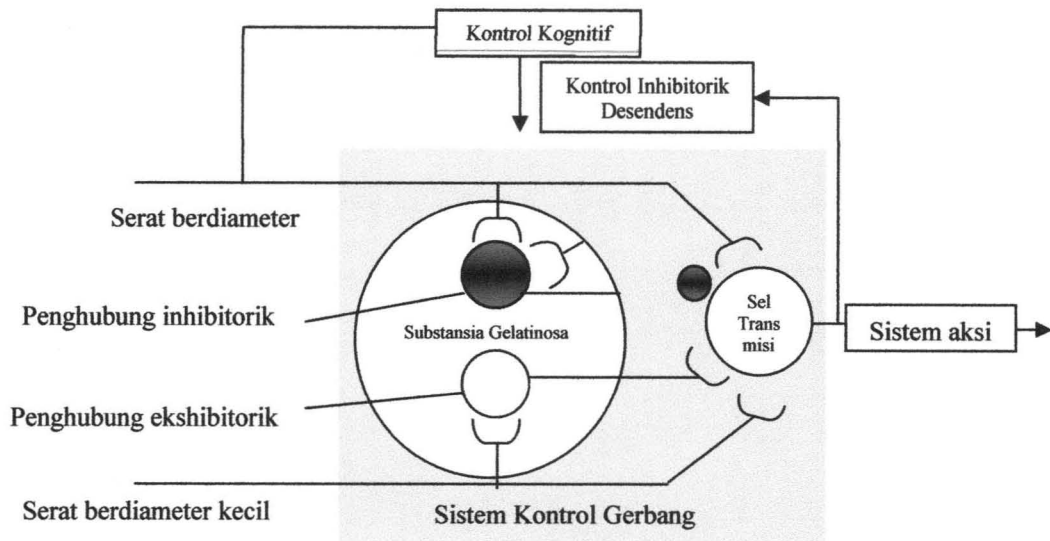 Kontrol Kognitif
Kontrol Inhibitorik
Desendens
Serat berdiameter
Penghubung inhibitorik
Substansia Gelatinosa
Sel
Trans
misi
Sistem aksi
Penghubung ekshibitorik
Serat berdiameter kecil
Sistem Kontrol Gerbang